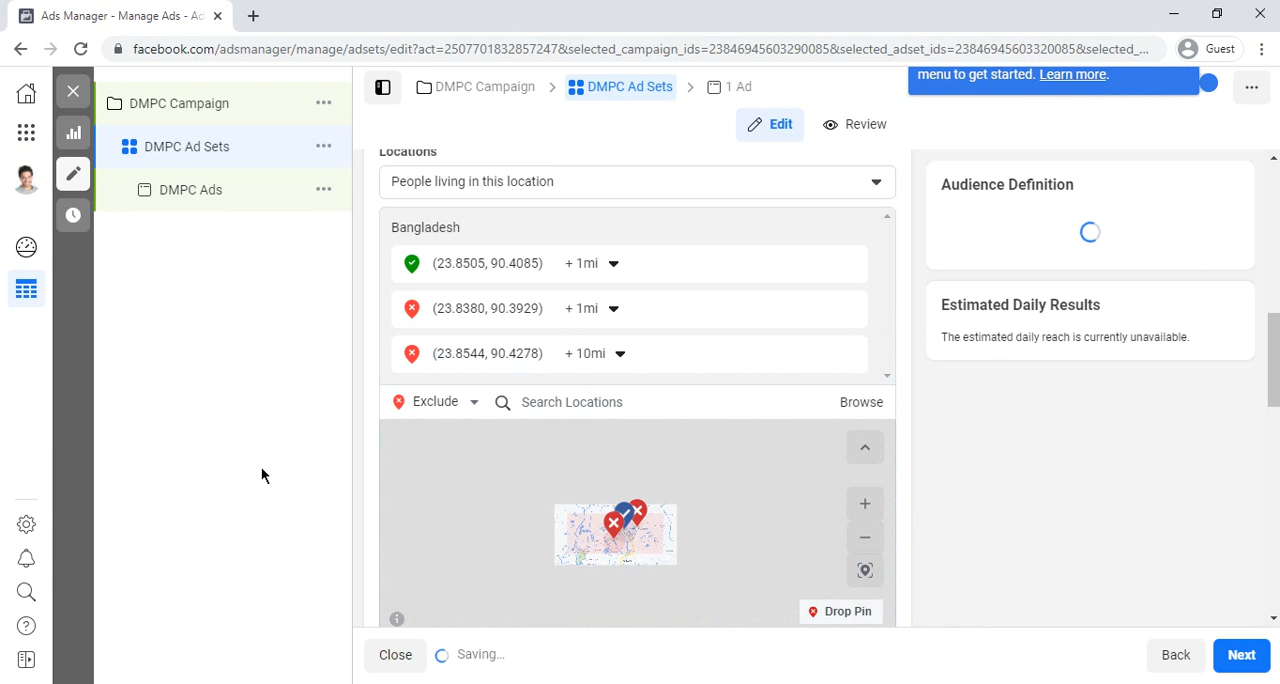 Ads Manager - Manage Ads - Ad
facebook.com/adsmanager/manage/adsets/edit?act=2507701832857247&selected_campaign_ids=23846945603290085&selected_adset_ids=23846945603320085&selected_...
Guest
DMPC Campaign
DMPC Ad Sets
DMPC Ads
DMPC Campaign
DMPC Ad Sets
1 Ad
menu to get started. Learn more.
Edit
Review
Locations
People living in this location
Bangladesh
(23.8505, 90.4085) + 1mi
(23.8380, 90.3929) + 1mi
(23.8544, 90.4278) + 10mi
Exclude
Search Locations
Browse
Drop Pin
Audience Definition
Estimated Daily Results
The estimated daily reach is currently unavailable.
Close
Saving...
Back
Next